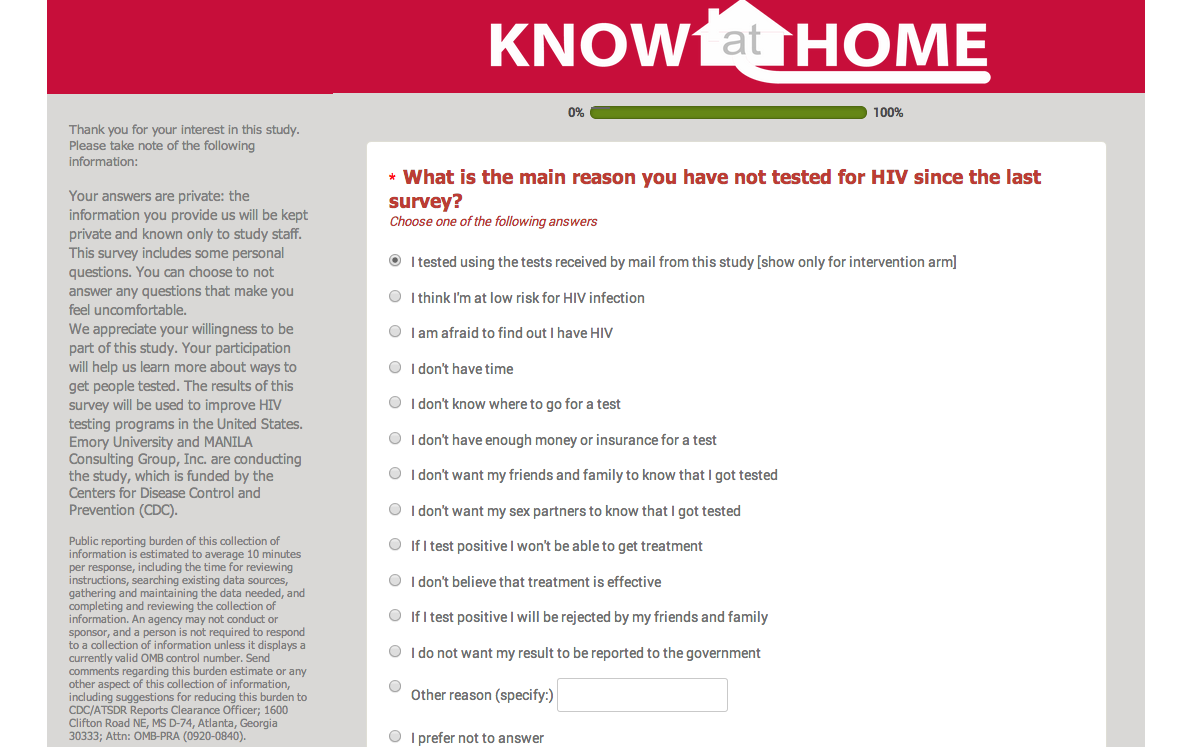 KNOW at HOME
0% 100%
Thank you for your interest in this study.
Please take note of the following
information:
Your answers are private: the
information you provide us will be kept
private and known only to study staff.
This survey includes some personal
questions. You can choose to not
answer any questions that make you
feel uncomfortable.
We appreciate your willingness to be
part of this study. Your participation
will help us learn more about ways to
get people tested. The results of this
survey will be used to improve HIV
testing programs in the United States.
Emory University and MANILA
Consulting Group, Inc. are conducting
the study, which is funded by the
Centers for Disease Control and
Prevention (CDC).
Public reporting burden of this collection of
information is estimated to average 10 minutes
per response, including the time for reviewing
instructions, searching existing data sources,
gathering and maintaining the data needed, and
completing and reviewing the collection of
information. An agency may not conduct or
sponsor, and a person is not required to respond
to a collection of information unless it displays a
currently valid OMB control number. Send
comments regarding this burden estimate or any
other aspect of this collection of information,
including suggestions for reducing this burden to
CDC/ATSDR Reports Clearance Officer; 1600
Clifton Road NE, MS D-74, Atlanta, Georgia
30333; Attn: OMB-PRA (0920-0840).
* What is the main reason you have not tested for HIV since the last
survey?
Choose one of the following answers
I tested using the tests received by mail from this study [show only for intervention arm]
I think I'm at low risk for HIV infection
I am afraid to find out I have HIV
I don't have time
I don't know where to go for a test
I don't have enough money or insurance for a test
I don't want my friends and family to know that I got tested
I don't want my sex partners to know that I got tested
If I test positive I won't be able to get treatment
I don't believe that treatment is effective
If I test positive I will be rejected by my friends and family
I do not want my result to be reported to the government
Other reason (specify:)
I prefer not to answer